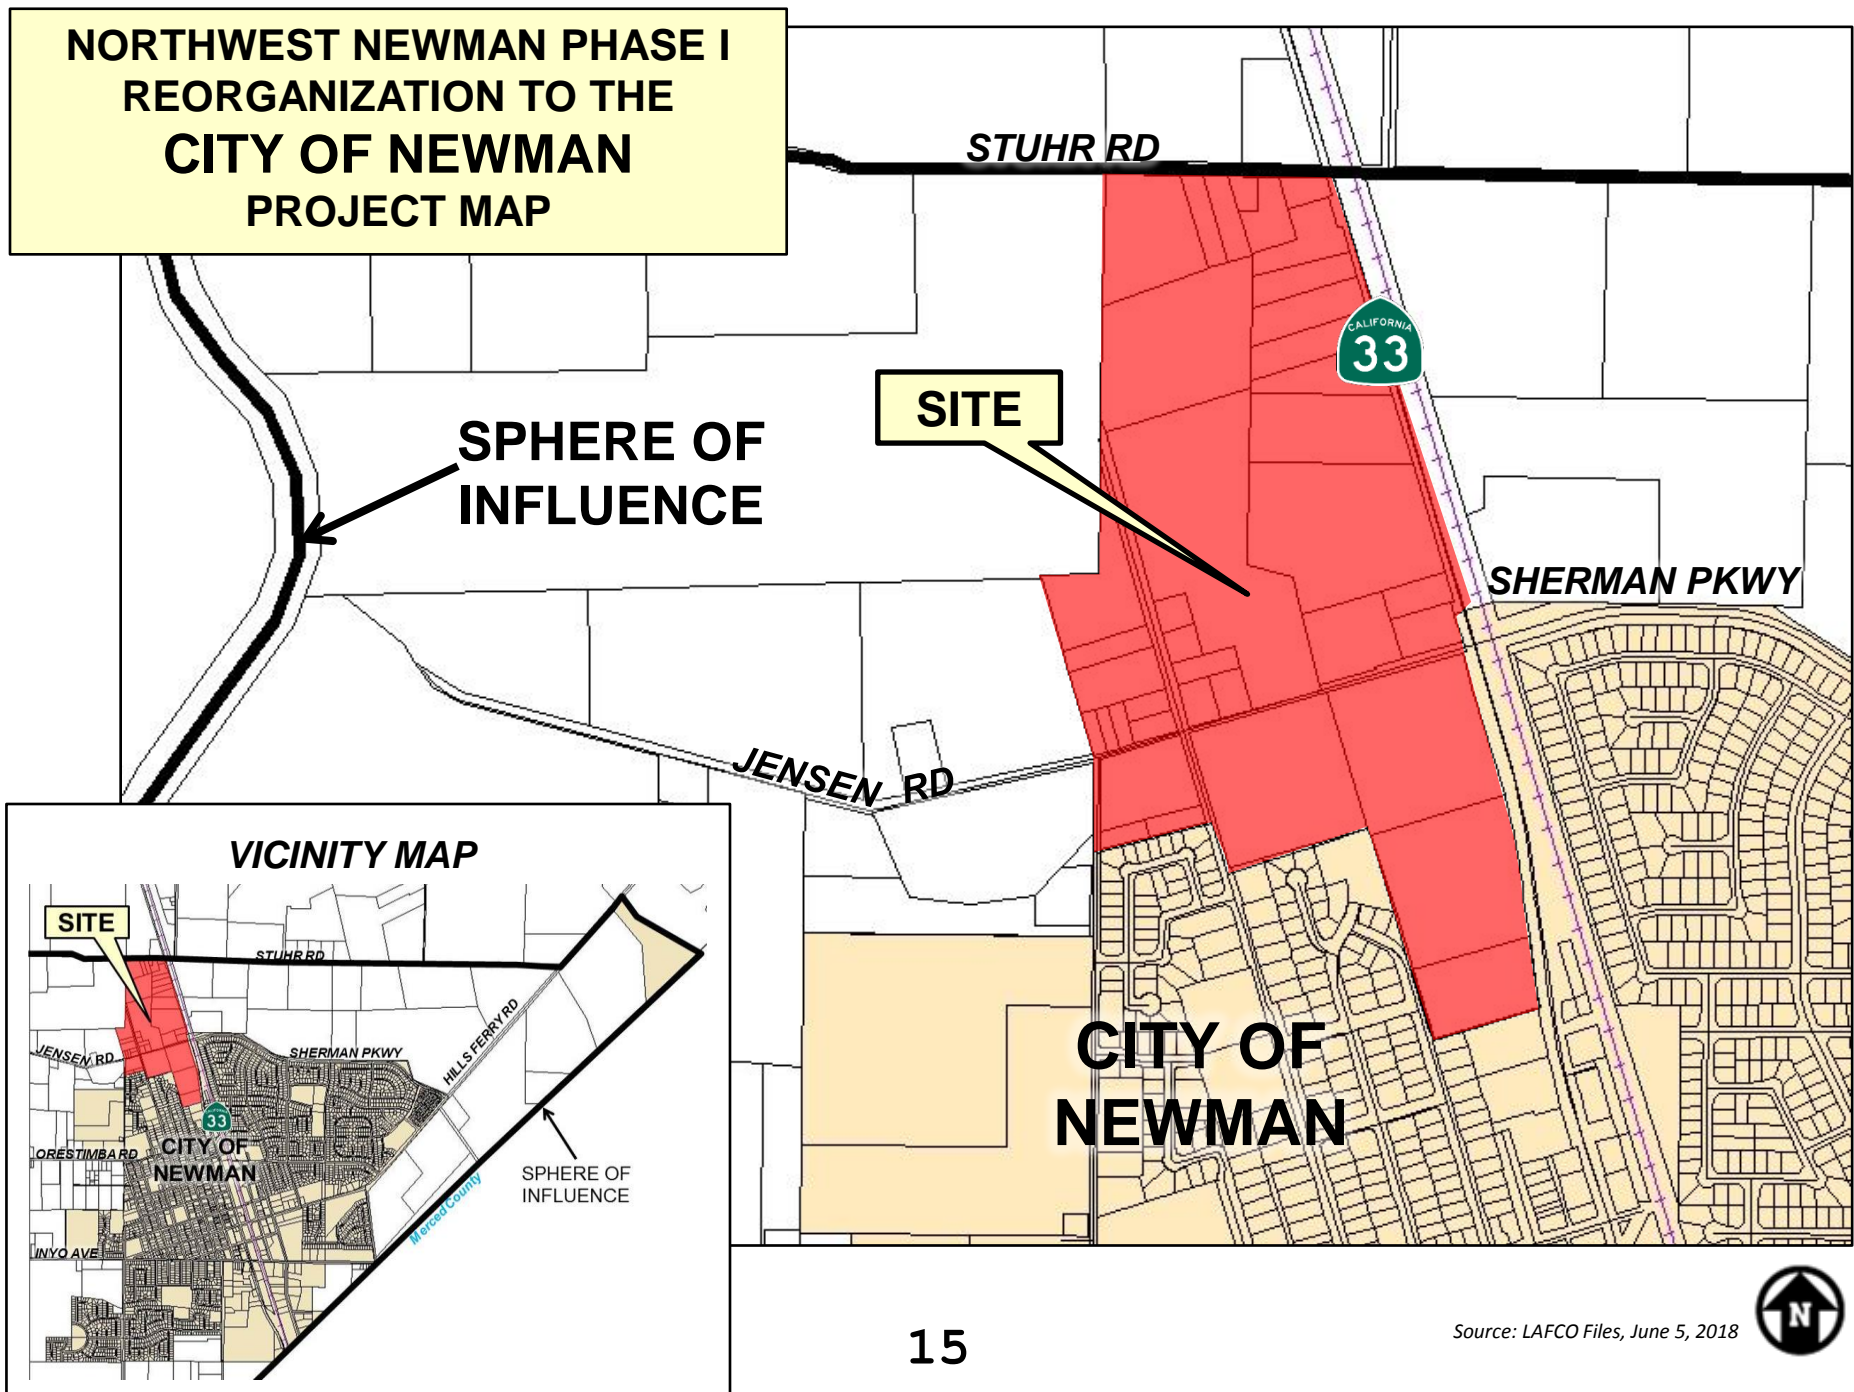 NORTHWEST NEWMAN PHASE I
REORGANIZATION TO THE
CITY OF NEWMAN
PROJECT MAP
STUHR RD
CALIFORNIA
33
SITE
SPHERE OF
INFLUENCE
SHERMAN PKWY
JENSEN RD
CITY OF
NEWMAN
VICINITY MAP
SITE
STUHR RD
HILLS FERRY RD
JENSEN RD
SHERMAN PKWY
33
CITY OF
NEWMAN
ORESTIMBA RD
SPHERE OF
INFLUENCE
Merced County
INYO AVE
15
Source: LAFCO Files, June 5, 2018
N